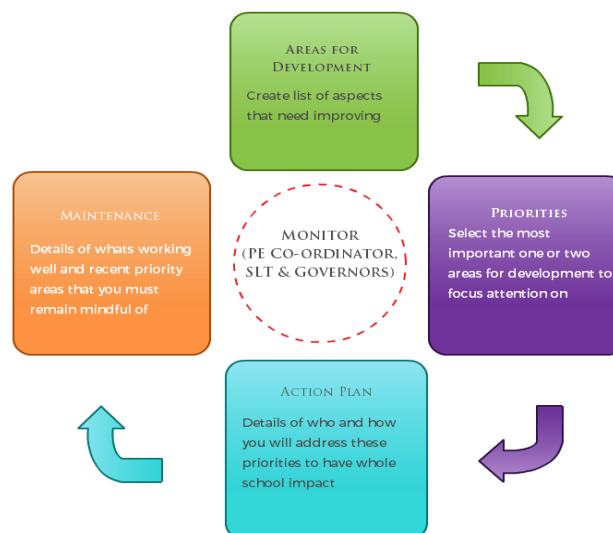 Areas for
Development
Create list of aspects
that need improving
Priorities
Select the most
important one or two
areas for development to
focus attention on
Action Plan
Details of who and how
you will address these
priorities to have whole
school impact
Maintenance
Details of whats working
well and recent priority
areas that you must
remain mindful of
Monitor
(PE Co-ordinator,
SLT & Governors)